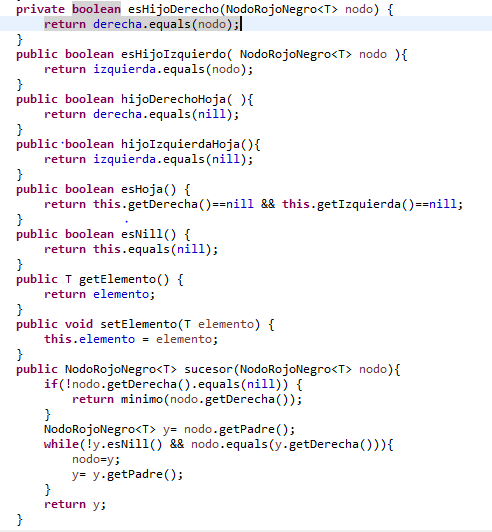 private boolean esHijoDerecho(NodoRojoNegro<T> nodo) {
return derecha.equals(nodo);
}
public boolean esHijoIzquierdo( NodoRojoNegro<T> nodo ){
return izquierda.equals(nodo);
}
public boolean hijoDerechoHoja( ){
return derecha.equals(nill);
}
public boolean hijoIzquierdaHoja(){
return izquierda.equals(nill);
}
public boolean esHoja() {
return this.getDerecha()==nill && this.getIzquierda()==nill;
}
public boolean esNill() {
return this.equals(nill);
}
public T getElemento() {
return elemento;
}
public void setElemento(T elemento) {
this.elemento = elemento;
}
public NodoRojoNegro<T> sucesor(NodoRojoNegro<T> nodo){
if(!nodo.getDerecha().equals(nill)) {
return minimo(nodo.getDerecha());
}
NodoRojoNegro<T> y= nodo.getPadre();
while(!y.esNill() && nodo.equals(y.getDerecha())){
nodo=y;
y= y.getPadre();
}
return y;
}